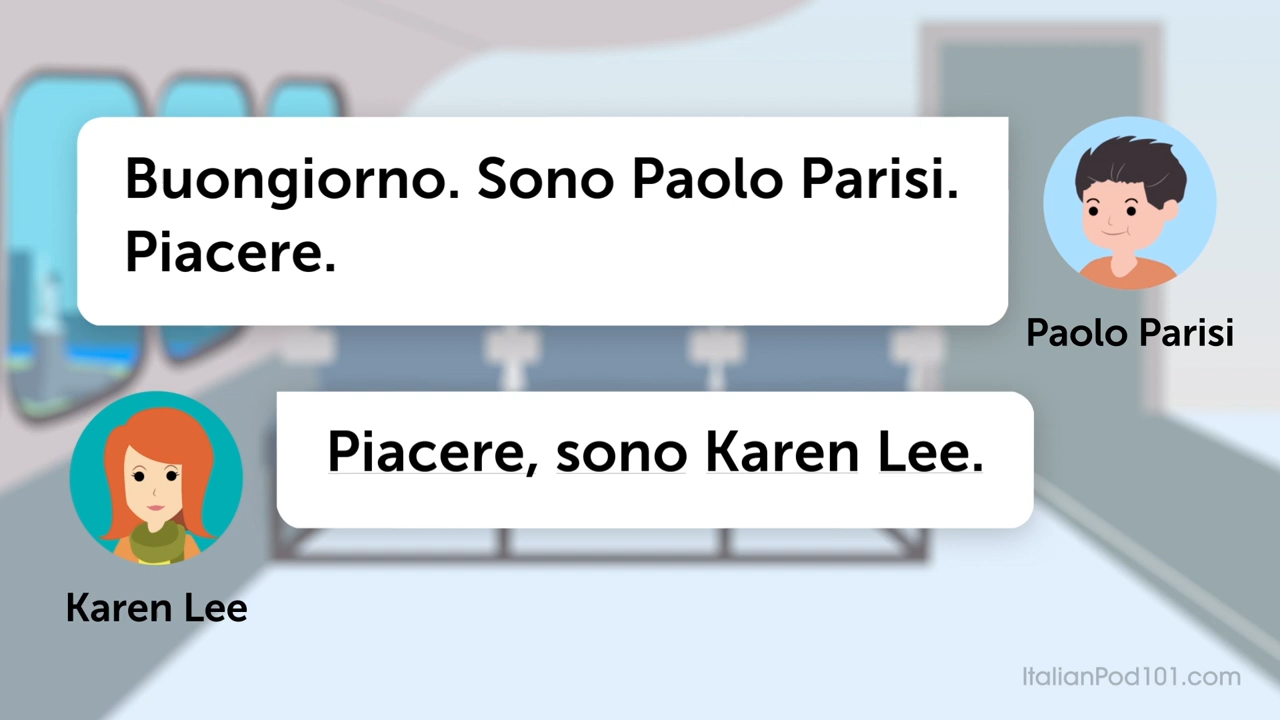 Buongiorno. Sono Paolo Parisi.
Piacere.
Paolo Parisi
Piacere, sono Karen Lee.
Karen Lee
ItalianPod101.com